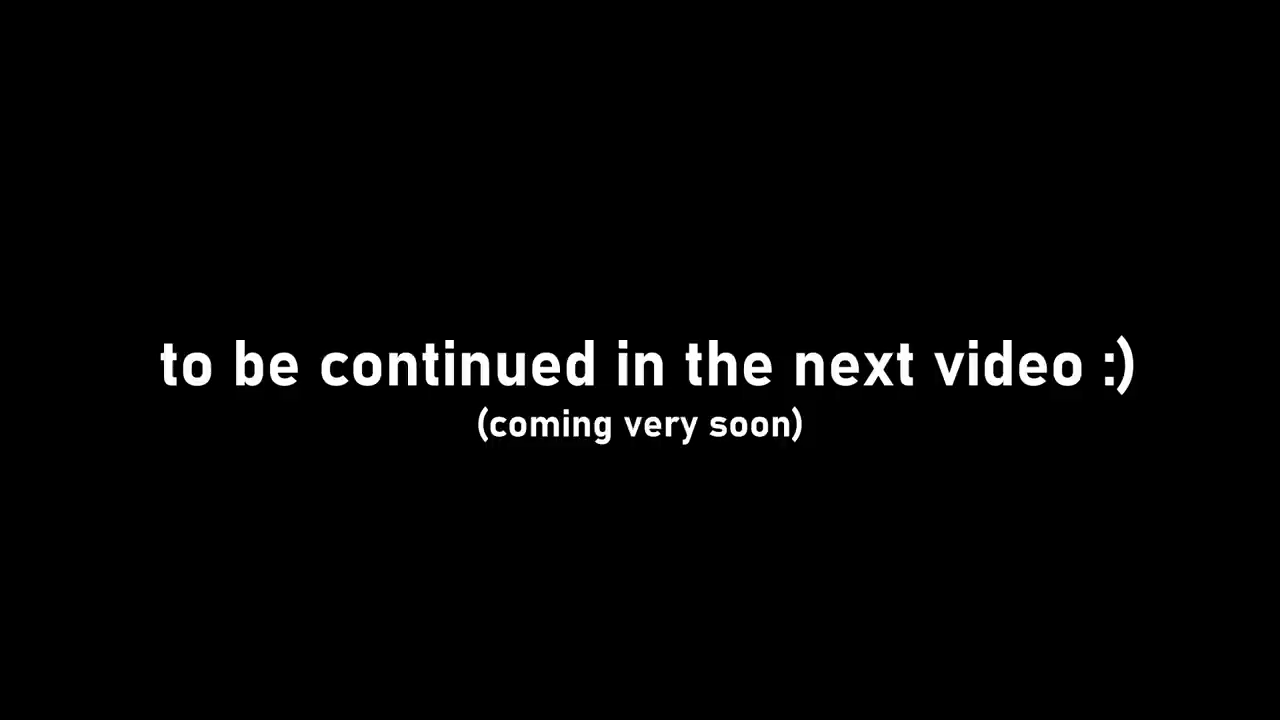 to be continued in the next video :)
(coming very soon)